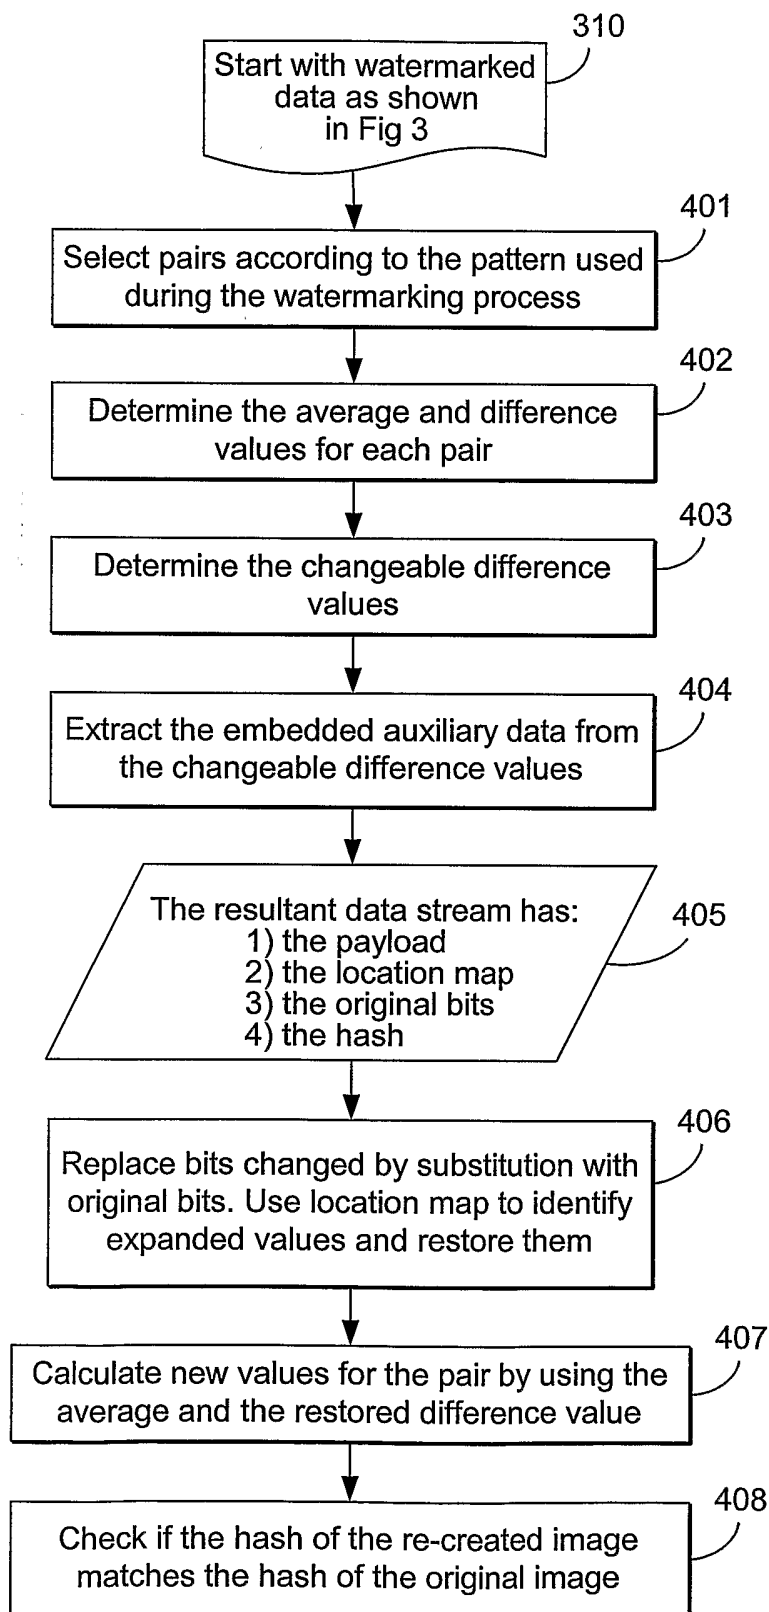 310
Start with watermarked
data as shown
in Fig 3
401
Select pairs according to the pattern used
during the watermarking process
402
Determine the average and difference
values for each pair
403
Determine the changeable difference
values
404
Extract the embedded auxiliary data from
the changeable difference values
405
The resultant data stream has:
1) the payload
2) the location map
3) the original bits
4) the hash
406
Replace bits changed by substitution with
original bits. Use location map to identify
expanded values and restore them
407
Calculate new values for the pair by using the
average and the restored difference value
408
Check if the hash of the re-created image
matches the hash of the original image